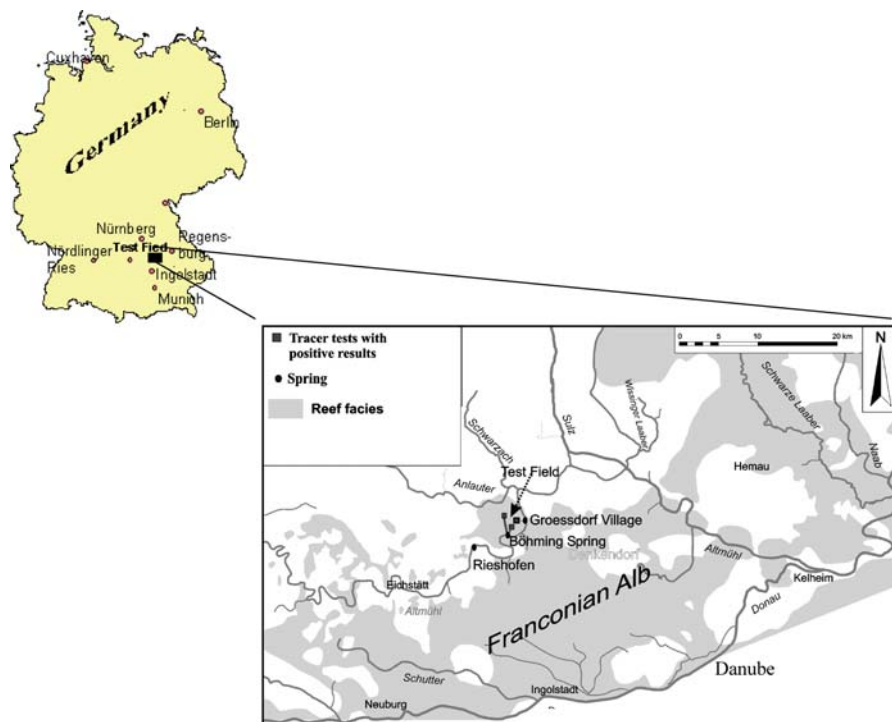 Cuxhaven
Berlin
Germany
Nürnberg
Test Fied
Regens-
burg
Nördlinger
Ries
Ingolstadt
Munich
Tracer tests with
positive results
Spring
Reef facies
0 5 10 20 km
N
Schwarzach
Sulz
Wissinger Laaber
Schwarze Laaber
Naab
Hemau
Test Field
Anlauter
Groessdorf Village
Böhming Spring
Denkendorf
Rieshofen
Altmühl
Kelheim
Eichstätt
Altmühl
Franconian Alb
Donau
Danube
Schutter
Ingolstadt
Neuburg